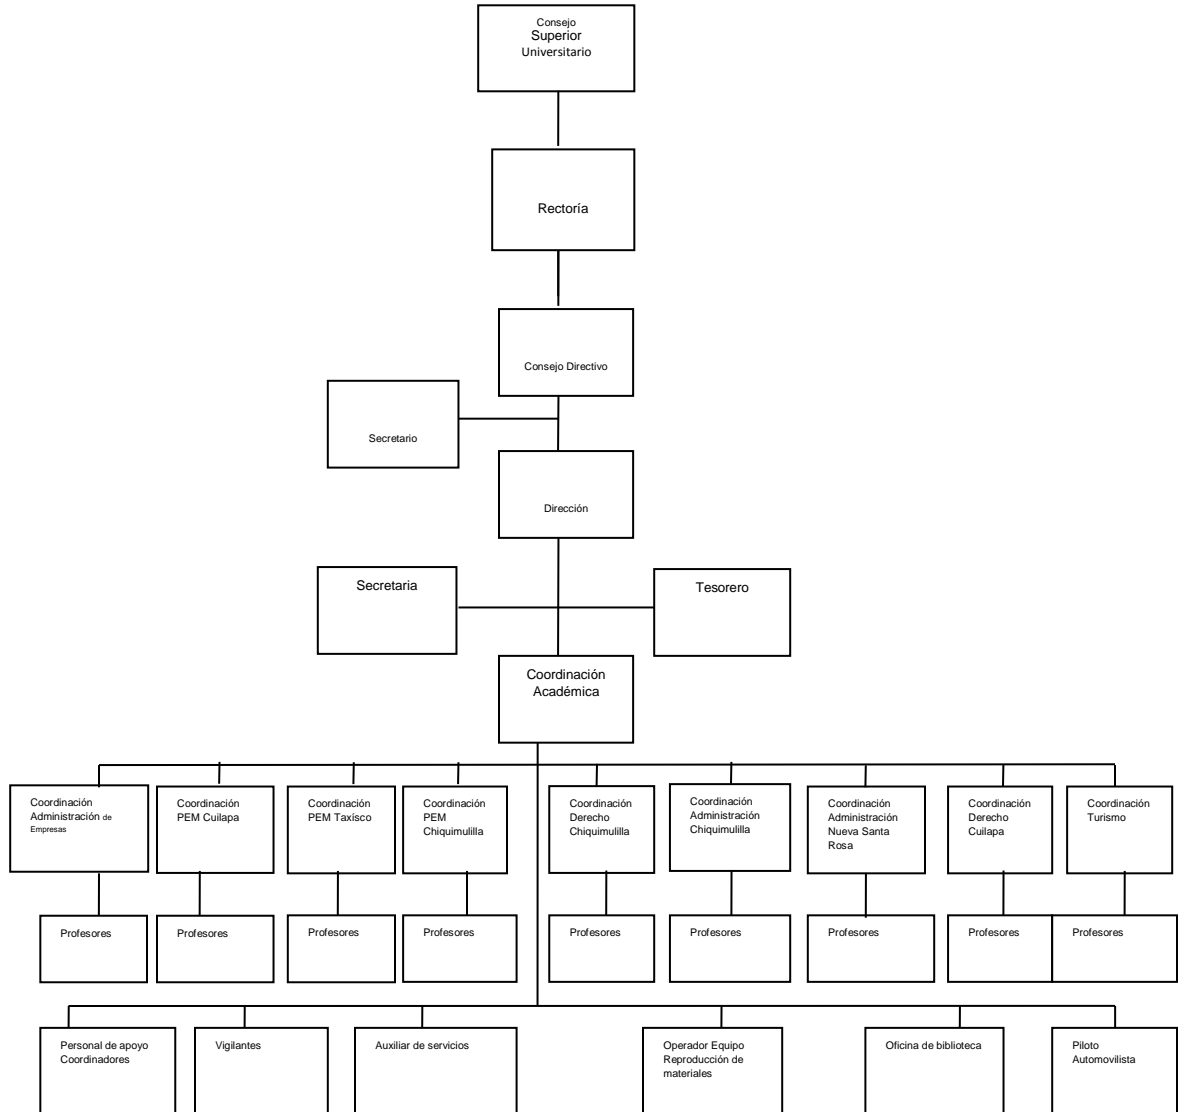 Consejo
Superior
Universitario
Rectoría
Consejo Directivo
Secretario
Dirección
Secretaria
Tesorero
Coordinación
Académica
Coordinación
Administración de
Empresas
Coordinación
PEM Cuilapa
Coordinación
PEM Taxísco
Coordinación
PEM
Chiquimulilla
Coordinación
Derecho
Chiquimulilla
Coordinación
Administración
Chiquimulilla
Coordinación
Administración
Nueva Santa
Rosa
Coordinación
Derecho
Cuilapa
Coordinación
Turismo
Profesores
Profesores
Profesores
Profesores
Profesores
Profesores
Profesores
Profesores
Profesores
Personal de apoyo
Coordinadores
Vigilantes
Auxiliar de servicios
Operador Equipo
Reproducción de
materiales
Oficina de biblioteca
Piloto
Automovilista